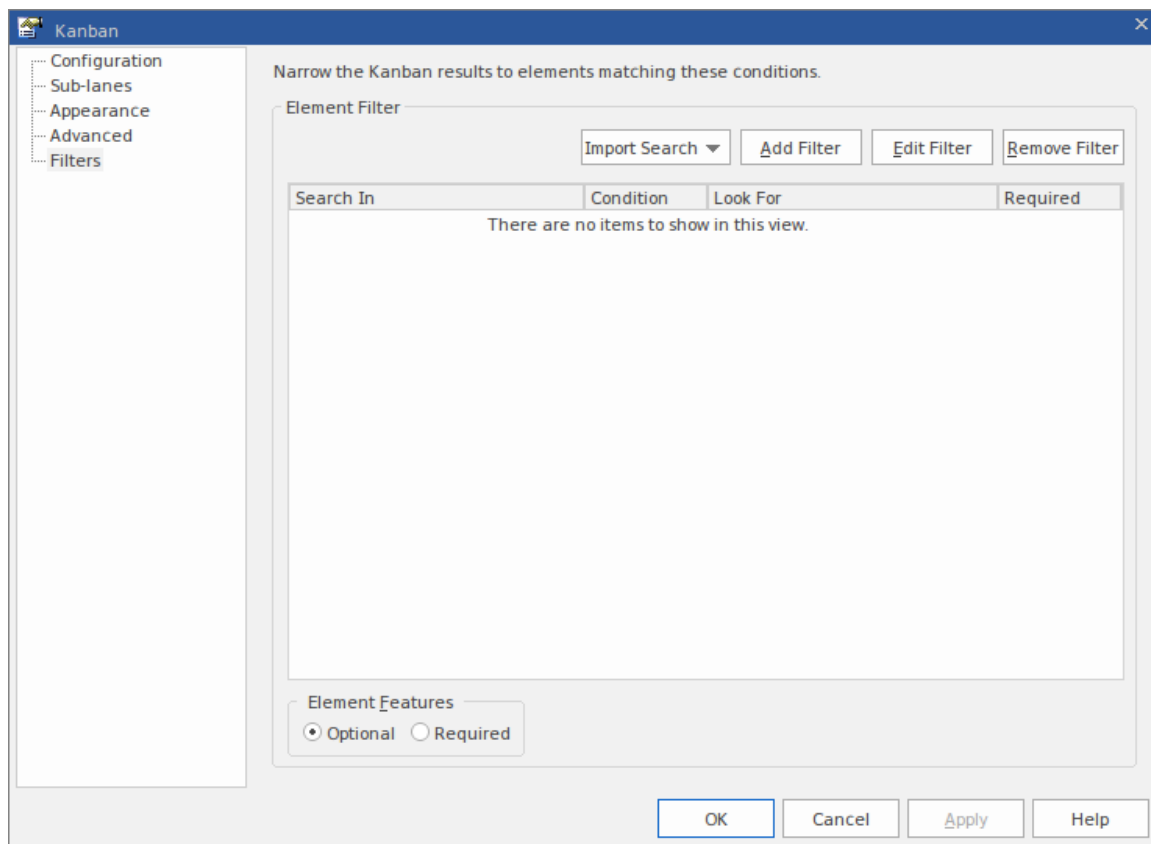 Kanban
Configuration
Sub-lanes
Appearance
Advanced
Filters
Narrow the Kanban results to elements matching these conditions.
Element Filter
Import Search Add Filter Edit Filter Remove Filter
Search In Condition Look For Required
There are no items to show in this view.
Element Features
Optional Required
OK Cancel Apply Help